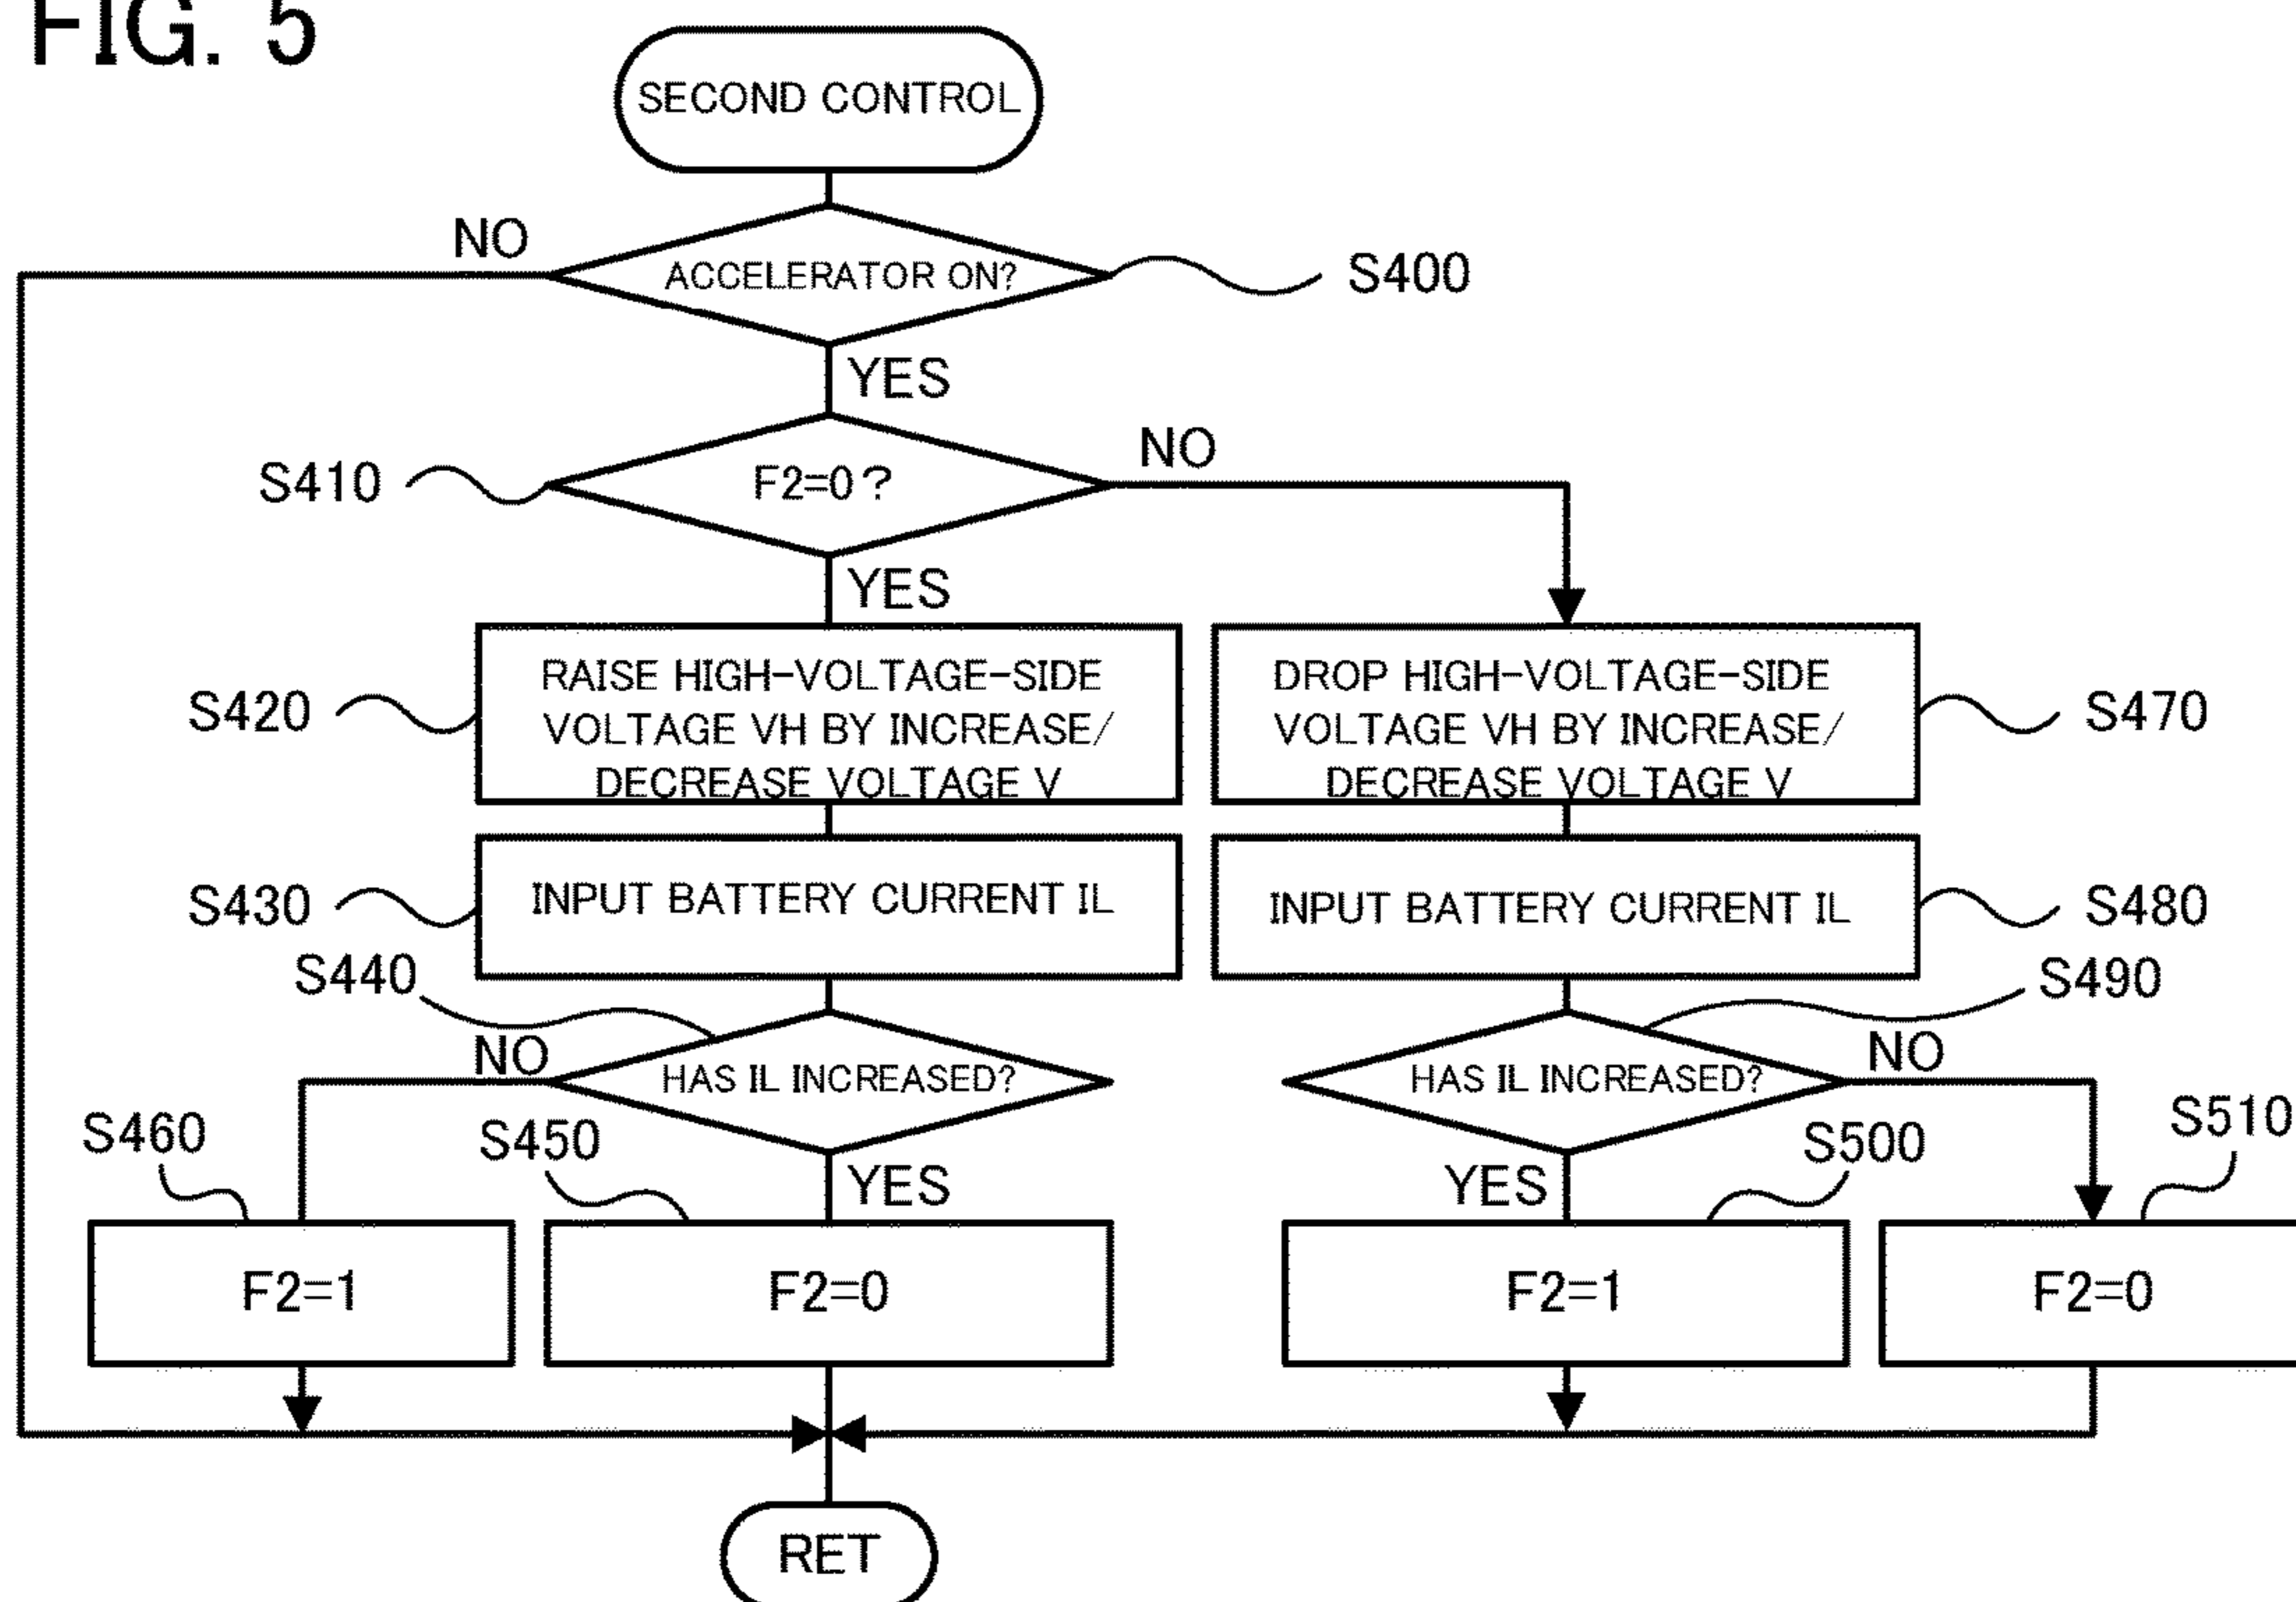 FIG. 5
SECOND CONTROL
NO
ACCELERATOR ON?
S400
YES
S410
F2=0?
NO
YES
S420
RAISE HIGH-VOLTAGE-SIDE
VOLTAGE VH BY INCREASE/
DECREASE VOLTAGE V
DROP HIGH-VOLTAGE-SIDE
VOLTAGE VH BY INCREASE/
DECREASE VOLTAGE V
S470
S430
INPUT BATTERY CURRENT IL
INPUT BATTERY CURRENT IL
S480
S440
S490
NO
HAS IL INCREASED?
HAS IL INCREASED?
NO
S460
S450
YES
YES
S500
S510
F2=1
F2=0
F2=1
F2=0
RET